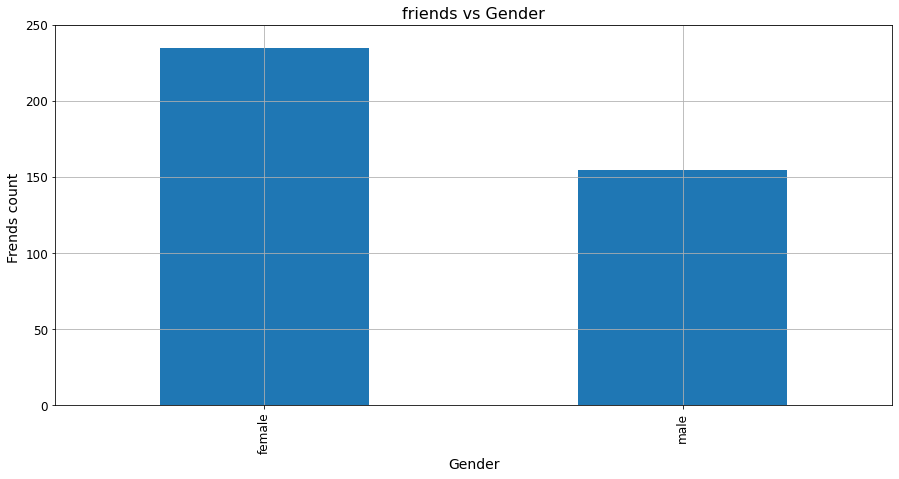 friends vs Gender
250
200
150
100
50
0
Frends count
female
male
Gender